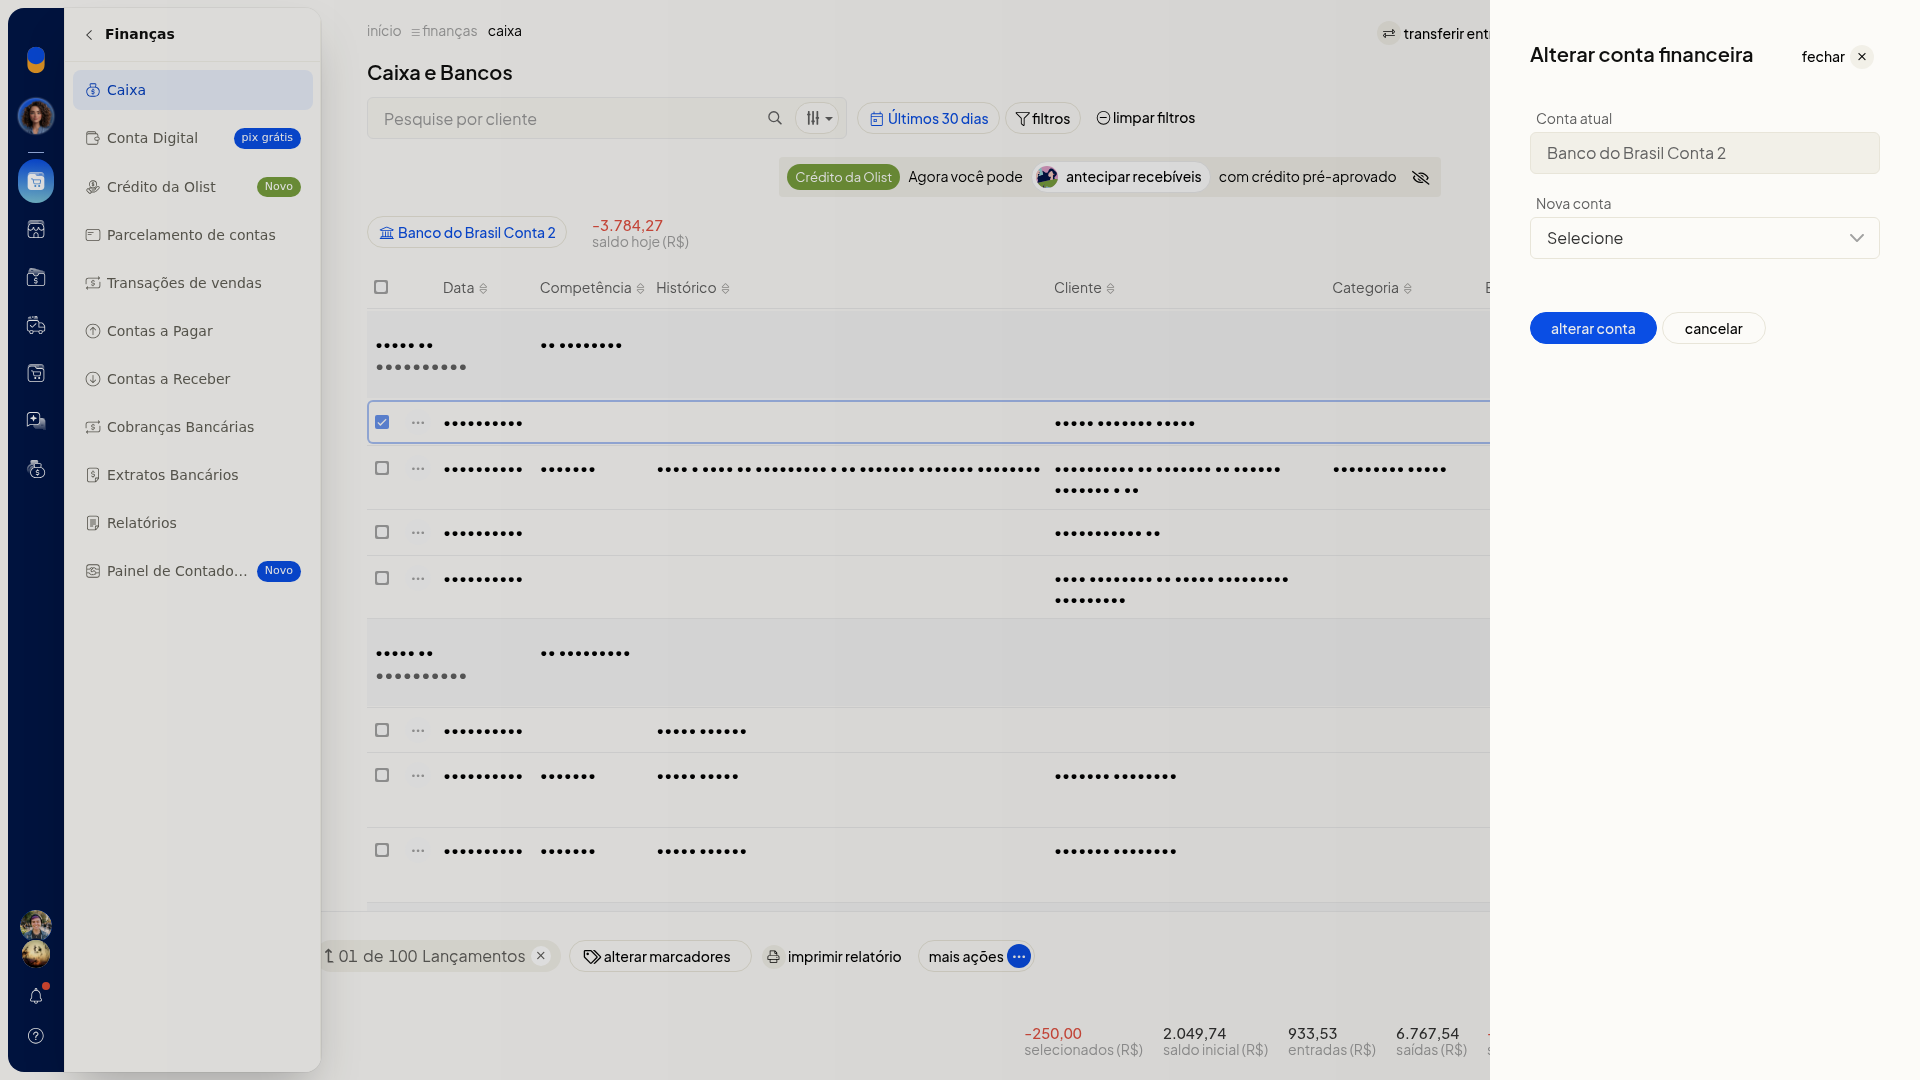 Finanças
Caixa
Conta Digital
pix grátis
Crédito da Olist
Novo
Parcelamento de contas
Transações de vendas
Contas a Pagar
Contas a Receber
Cobranças Bancárias
Extratos Bancários
Relatórios
Painel de Contado...
Novo
início
finanças
caixa
transferir ent
Caixa e Bancos
Pesquise por cliente
Últimos 30 dias
filtros
limpar filtros
Crédito da Olist Agora você pode antecipar recebíveis com crédito pré-aprovado
Banco do Brasil Conta 2
-3.784,27
saldo hoje (R$)
Data
Competência
Histórico
Cliente
Categoria
01 de 100 Lançamentos
alterar marcadores
imprimir relatório
mais ações
-250,00
selecionados (R$)
2.049,74
saldo inicial (R$)
933,53
entradas (R$)
6.767,54
saídas (R$)
Alterar conta financeira
fechar
Conta atual
Banco do Brasil Conta 2
Nova conta
Selecione
alterar conta
cancelar